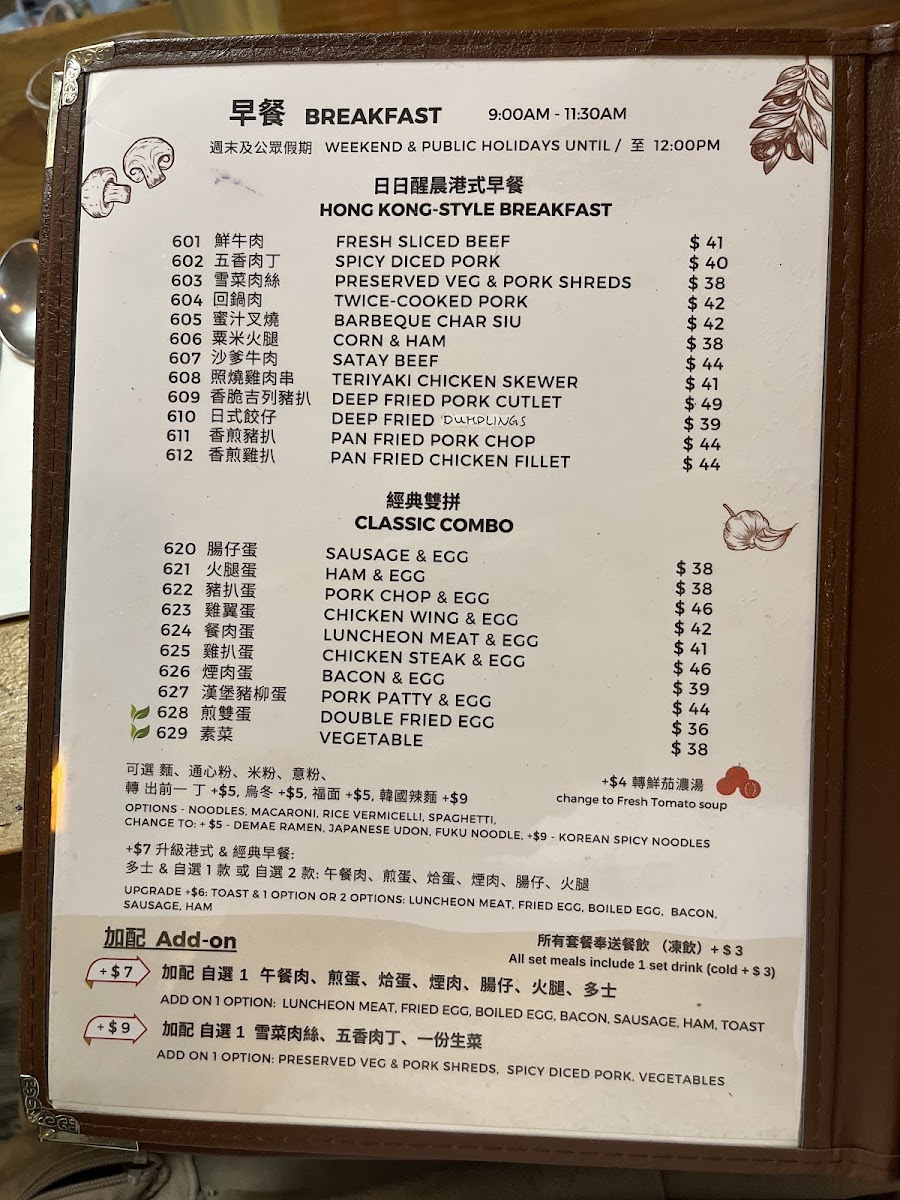 早餐 BREAKFAST 9:00AM - 11:30AM
週末及公眾假期 WEEKEND & PUBLIC HOLIDAYS UNTIL / 至 12:00PM
日日醒晨港式早餐
HONG KONG-STYLE BREAKFAST
601 鮮牛肉 FRESH SLICED BEEF $ 41
602 五香肉丁 SPICY DICED PORK $ 40
603 雪菜肉絲 PRESERVED VEG & PORK SHREDS $ 38
604 回鍋肉 TWICE-COOKED PORK $ 42
605 蜜汁叉燒 BARBEQUE CHAR SIU $ 42
606 粟米火腿 CORN & HAM $ 38
607 沙爹牛肉 SATAY BEEF $ 44
608 照燒雞肉串 TERIYAKI CHICKEN SKEWER $ 41
609 香脆吉列豬扒 DEEP FRIED PORK CUTLET $ 49
610 日式餃仔 DEEP FRIED DUMPLINGS $ 39
611 香煎豬扒 PAN FRIED PORK CHOP $ 44
612 香煎雞扒 PAN FRIED CHICKEN FILLET $ 44
經典雙拼
CLASSIC COMBO
620 腸仔蛋 SAUSAGE & EGG $ 38
621 火腿蛋 HAM & EGG $ 38
622 豬扒蛋 PORK CHOP & EGG $ 46
623 雞翼蛋 CHICKEN WING & EGG $ 42
624 餐肉蛋 LUNCHEON MEAT & EGG $ 41
625 雞扒蛋 CHICKEN STEAK & EGG $ 46
626 煙肉蛋 BACON & EGG $ 39
627 漢堡豬柳蛋 PORK PATTY & EGG $ 44
628 煎雙蛋 DOUBLE FRIED EGG $ 36
629 素菜 VEGETABLE $ 38
可選 麵、通心粉、米粉、意粉、
轉 出前一 丁 +$5, 烏冬 +$5, 福面 +$5, 韓國辣麵 +$9
+$4 轉鮮茄濃湯
change to Fresh Tomato soup
OPTIONS - NOODLES, MACARONI, RICE VERMICELLI, SPAGHETTI,
CHANGE TO: + $5 - DEMAE RAMEN, JAPANESE UDON, FUKU NOODLE, +$9 - KOREAN SPICY NOODLES
+$7 升級港式 & 經典早餐:
多士 & 自選 1 款 或 自選 2 款: 午餐肉、煎蛋、烚蛋、煙肉、腸仔、火腿
UPGRADE +$6: TOAST & 1 OPTION OR 2 OPTIONS: LUNCHEON MEAT, FRIED EGG, BOILED EGG, BACON,
SAUSAGE, HAM
加配 Add-on
所有套餐奉送餐飲 （凍飲）+ $ 3
All set meals include 1 set drink (cold + $ 3)
+ $ 7 加配 自選 1 午餐肉、煎蛋、烚蛋、煙肉、腸仔、火腿、多士
ADD ON 1 OPTION: LUNCHEON MEAT, FRIED EGG, BOILED EGG, BACON, SAUSAGE, HAM, TOAST
+ $ 9 加配 自選 1 雪菜肉絲、五香肉丁、一份生菜
ADD ON 1 OPTION: PRESERVED VEG & PORK SHREDS, SPICY DICED PORK, VEGETABLES